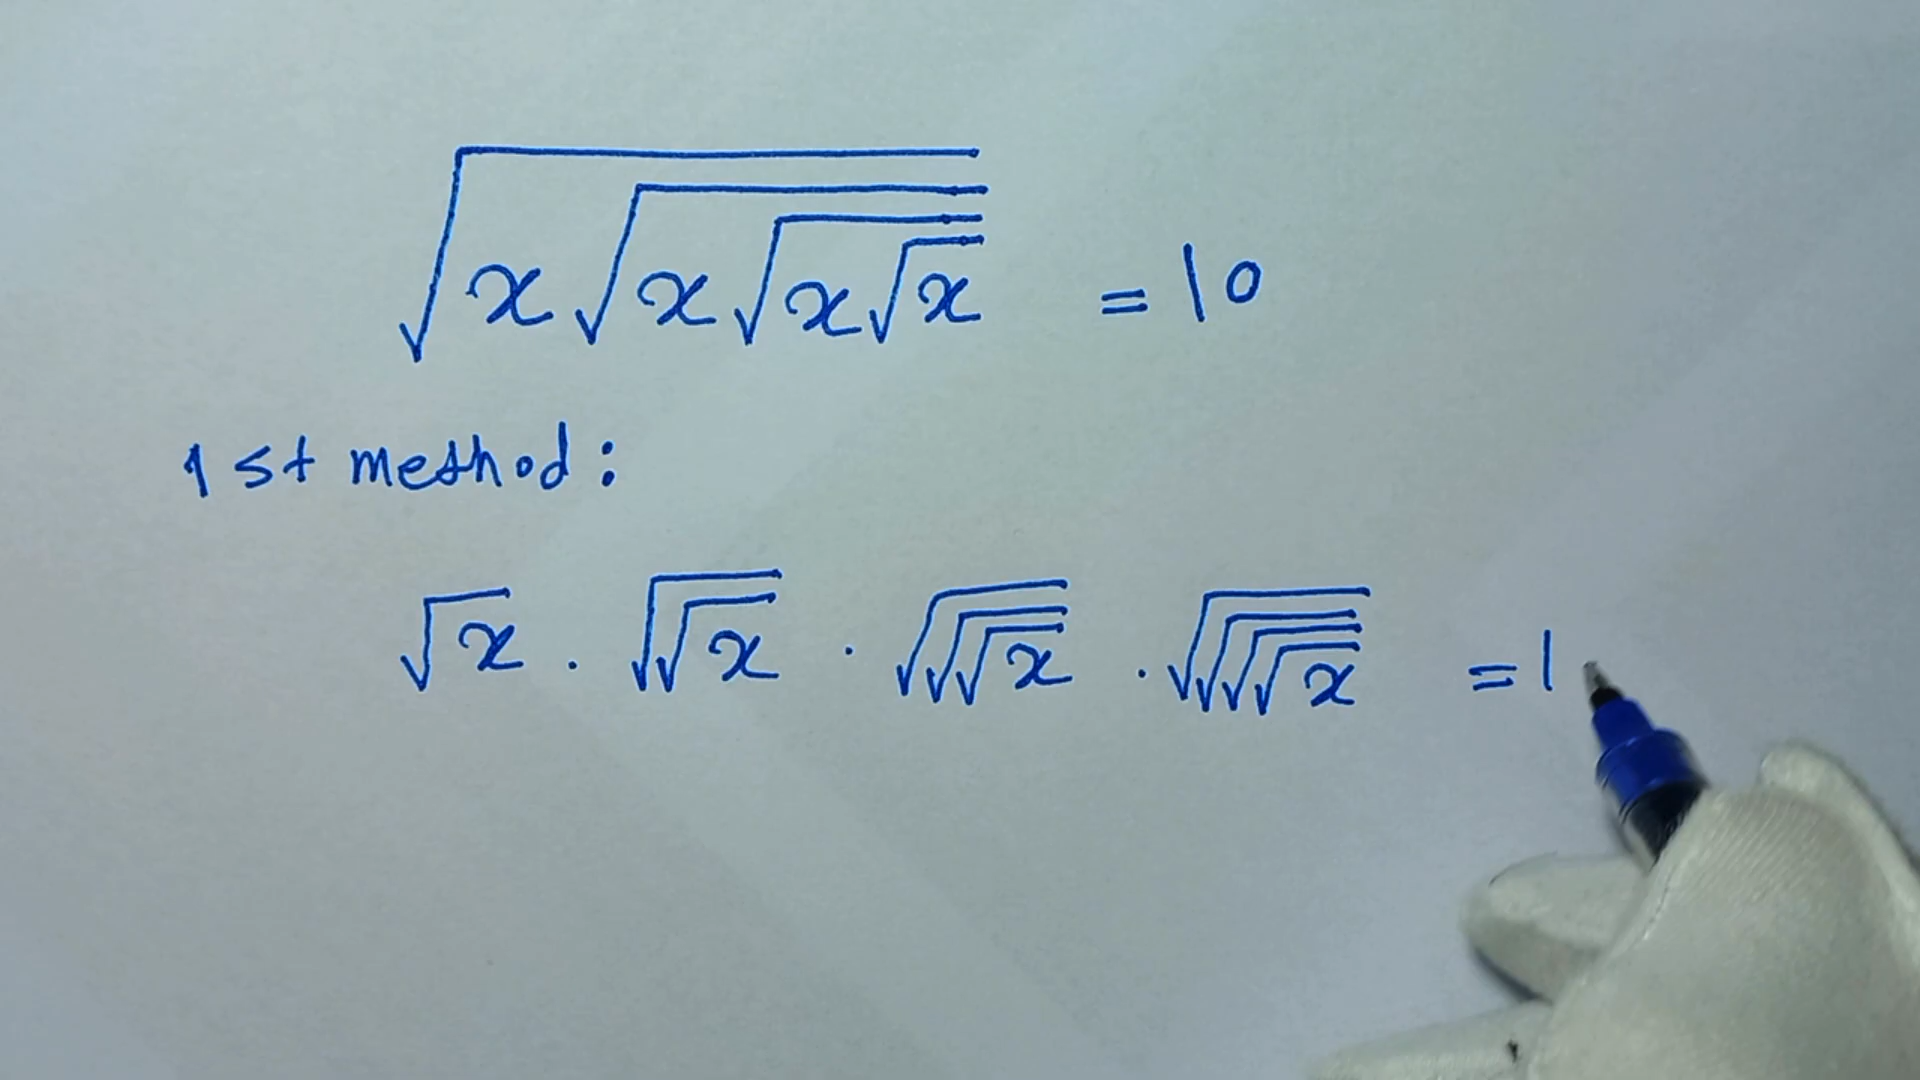 √(x√(x√(x√x))) = 10
1st method:
√x . √√x . √√√x . √√√√x = 1